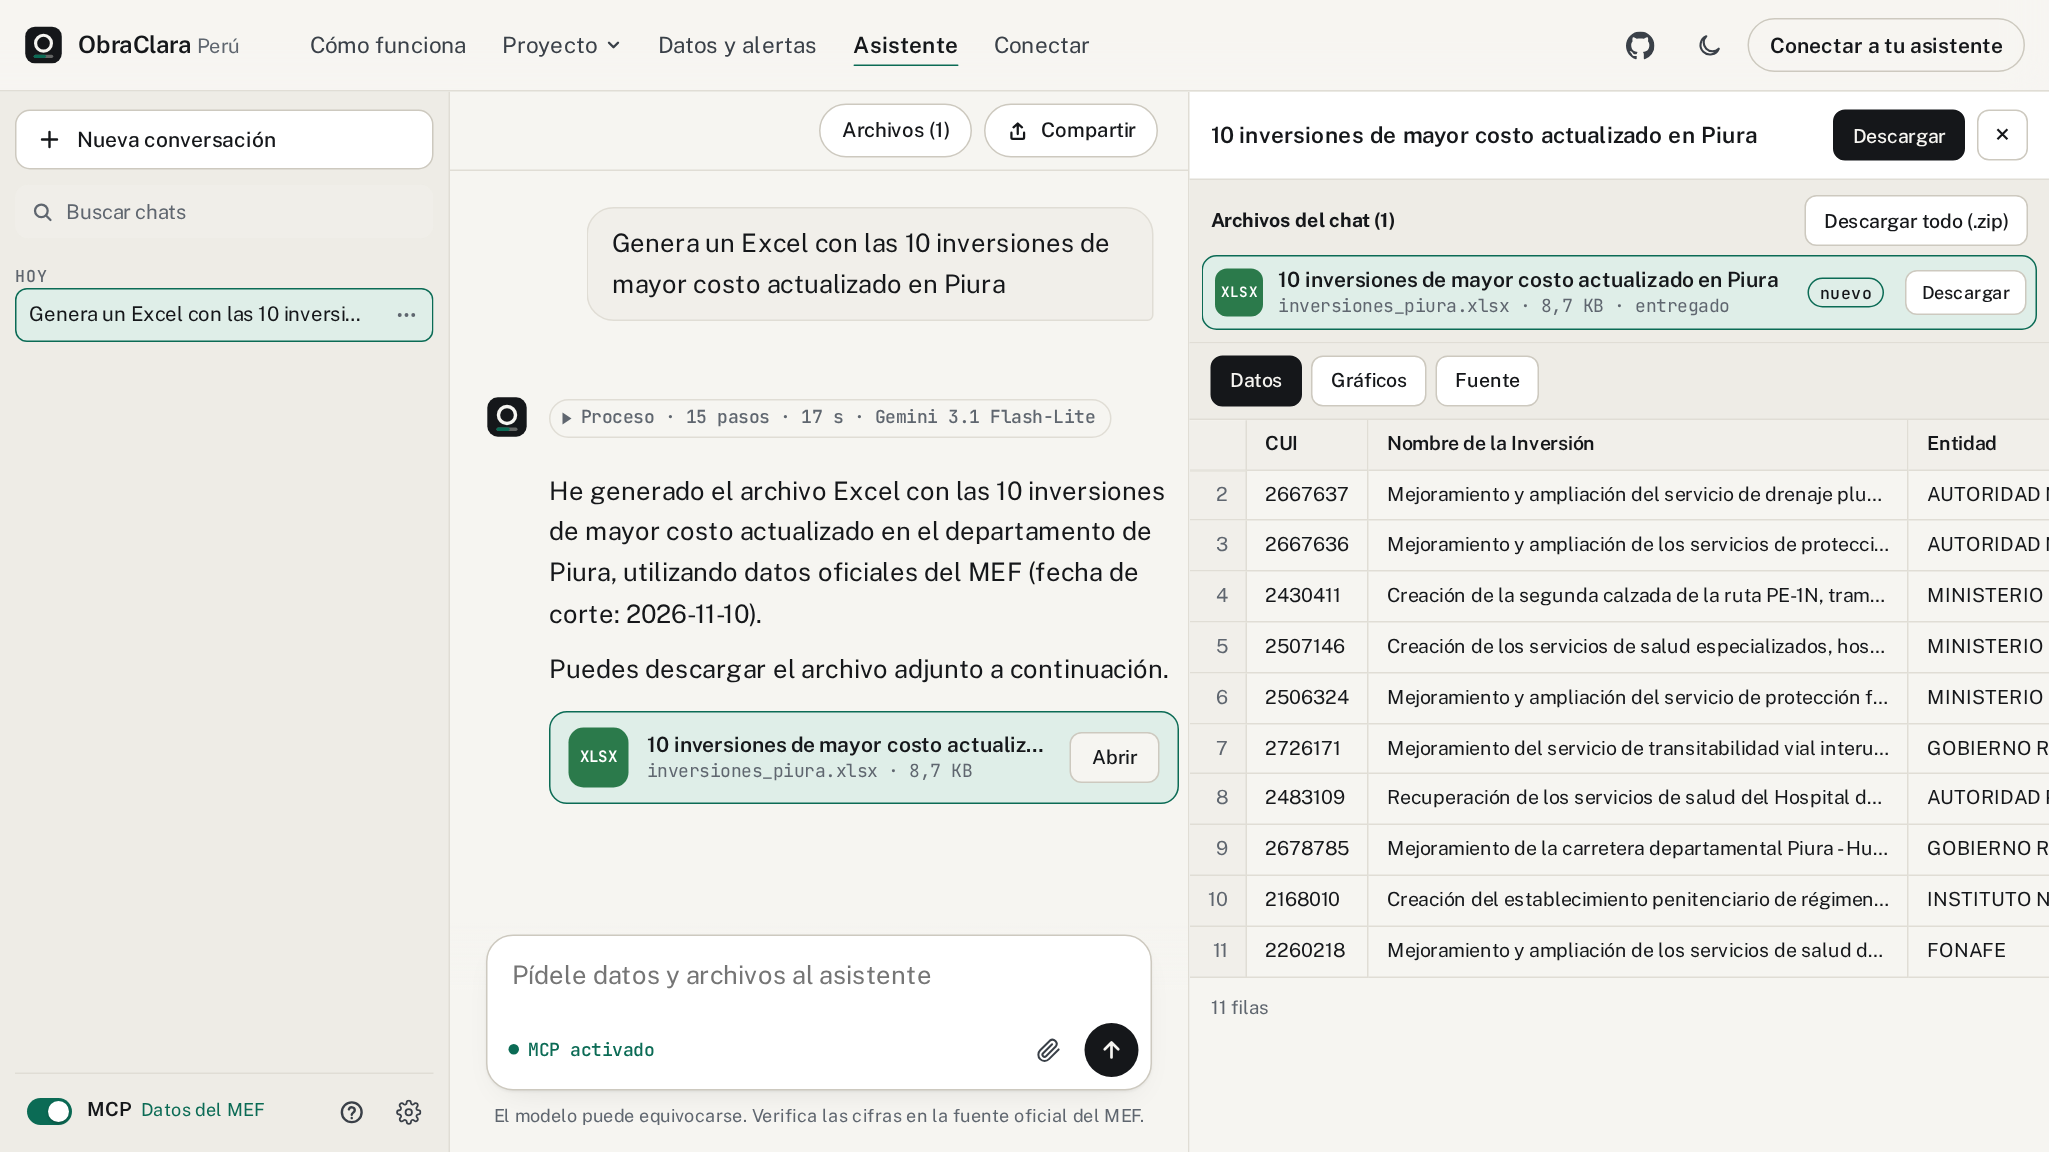 ObraClara Perú
Cómo funciona
Proyecto
Datos y alertas
Asistente
Conectar
Conectar a tu asistente
Nueva conversación
Buscar chats
HOY
Genera un Excel con las 10 inversi...
MCP Datos del MEF
Archivos (1)
Compartir
Genera un Excel con las 10 inversiones de
mayor costo actualizado en Piura
Proceso · 15 pasos · 17 s · Gemini 3.1 Flash-Lite
He generado el archivo Excel con las 10 inversiones
de mayor costo actualizado en el departamento de
Piura, utilizando datos oficiales del MEF (fecha de
corte: 2026-11-10).
Puedes descargar el archivo adjunto a continuación.
XLSX
10 inversiones de mayor costo actualiz...
inversiones_piura.xlsx · 8,7 KB
Abrir
Pídele datos y archivos al asistente
MCP activado
El modelo puede equivocarse. Verifica las cifras en la fuente oficial del MEF.
10 inversiones de mayor costo actualizado en Piura
Descargar
Archivos del chat (1)
Descargar todo (.zip)
XLSX
10 inversiones de mayor costo actualizado en Piura
inversiones_piura.xlsx · 8,7 KB · entregado
nuevo
Descargar
Datos
Gráficos
Fuente
CUI Nombre de la Inversión Entidad
2 2667637 Mejoramiento y ampliación del servicio de drenaje plu... AUTORIDAD
3 2667636 Mejoramiento y ampliación de los servicios de protecci... AUTORIDAD
4 2430411 Creación de la segunda calzada de la ruta PE-1N, tram... MINISTERIO
5 2507146 Creación de los servicios de salud especializados, hos... MINISTERIO
6 2506324 Mejoramiento y ampliación del servicio de protección f... MINISTERIO
7 2726171 Mejoramiento del servicio de transitabilidad vial interu... GOBIERNO R
8 2483109 Recuperación de los servicios de salud del Hospital d... AUTORIDAD
9 2678785 Mejoramiento de la carretera departamental Piura - Hu... GOBIERNO R
10 2168010 Creación del establecimiento penitenciario de régimen... INSTITUTO N
11 2260218 Mejoramiento y ampliación de los servicios de salud d... FONAFE
11 filas